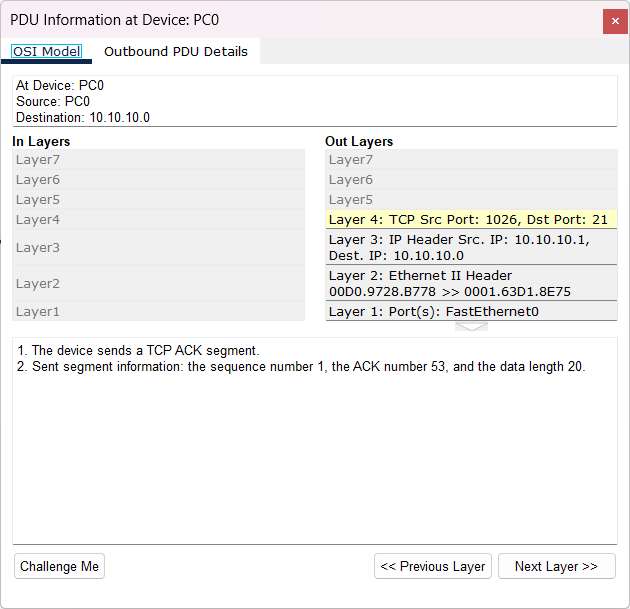 PDU Information at Device: PC0
OSI Model
Outbound PDU Details
At Device: PC0
Source: PC0
Destination: 10.10.10.0
In Layers
Layer7
Layer6
Layer5
Layer4
Layer3
Layer2
Layer1
Out Layers
Layer7
Layer6
Layer5
Layer 4: TCP Src Port: 1026, Dst Port: 21
Layer 3: IP Header Src. IP: 10.10.10.1,
Dest. IP: 10.10.10.0
Layer 2: Ethernet II Header
00D0.9728.B778 >> 0001.63D1.8E75
Layer 1: Port(s): FastEthernet0
1. The device sends a TCP ACK segment.
2. Sent segment information: the sequence number 1, the ACK number 53, and the data length 20.
Challenge Me
<< Previous Layer
Next Layer >>